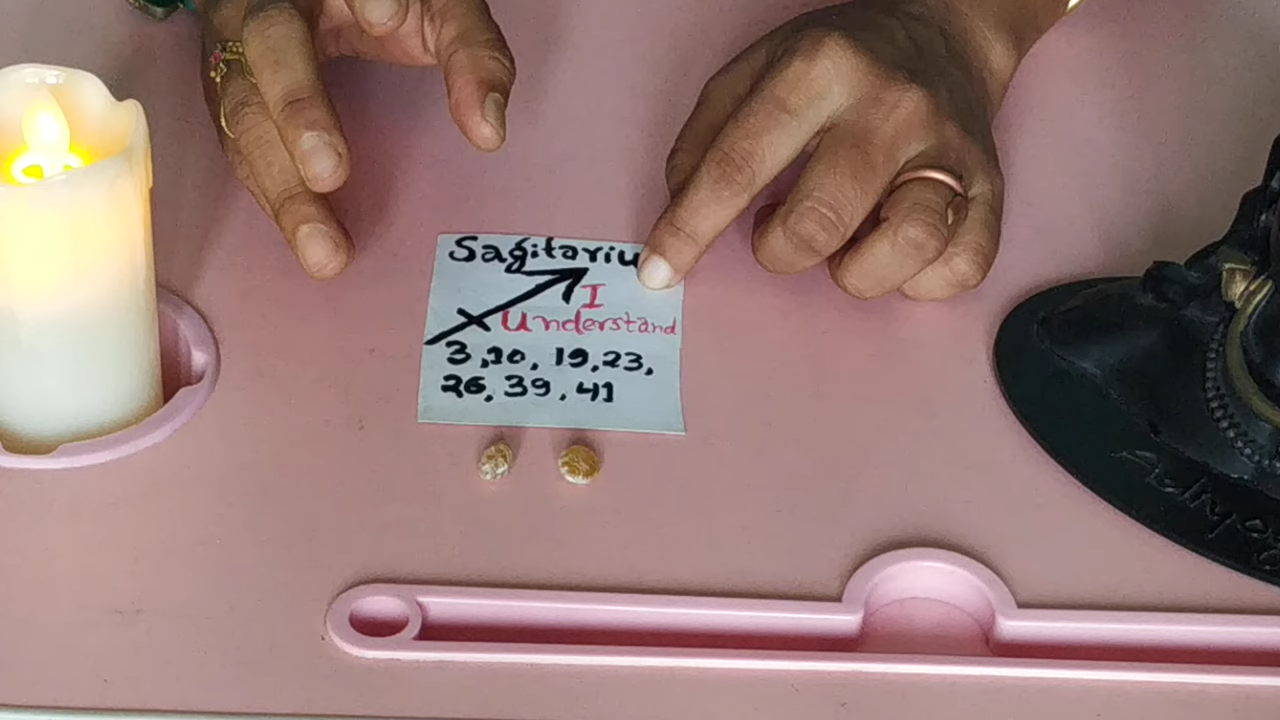 Sagitariu
I
Understand
3,10, 19,23,
26, 39, 41